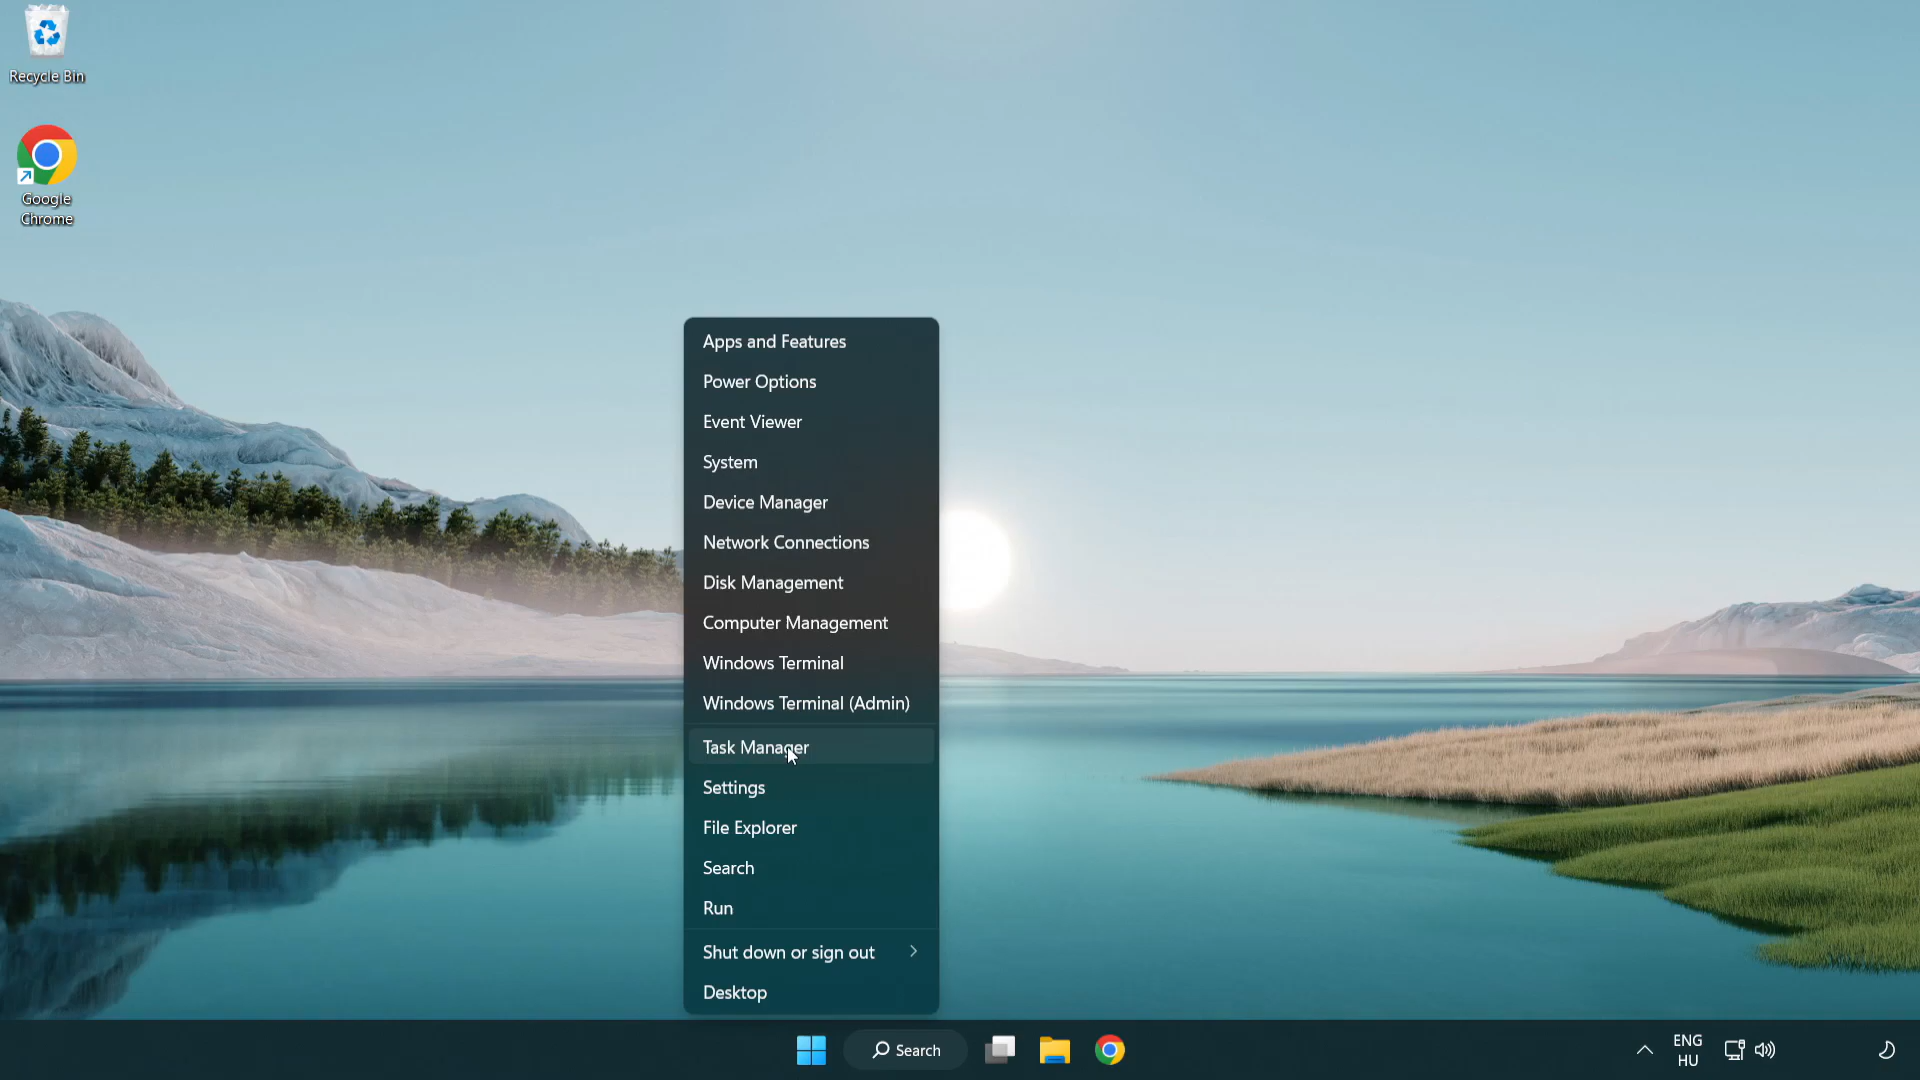 Recycle Bin
Google
Chrome
Apps and Features
Power Options
Event Viewer
System
Device Manager
Network Connections
Disk Management
Computer Management
Windows Terminal
Windows Terminal (Admin)
Task Manager
Settings
File Explorer
Search
Run
Shut down or sign out
Desktop
Search
ENG
HU